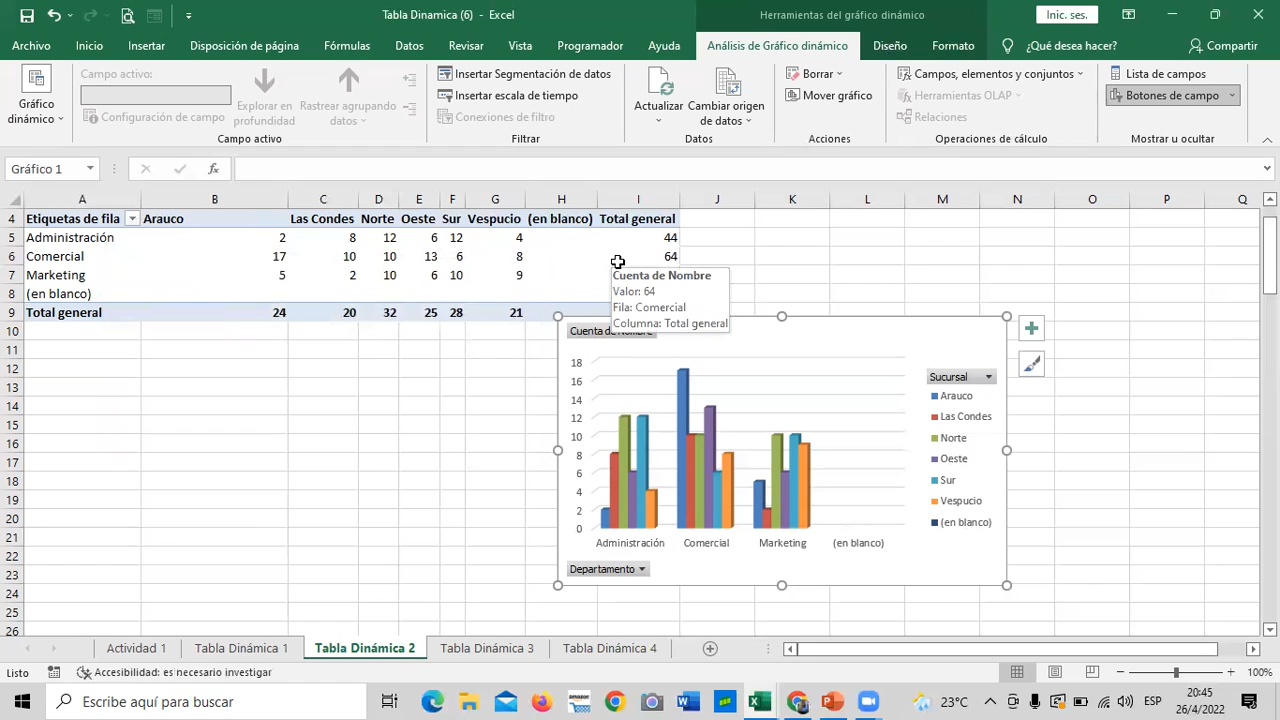 Tabla Dinamica (6) - Excel
Herramientas del gráfico dinámico
Inic. ses.
Archivo Inicio Insertar Disposición de página Fórmulas Datos Revisar Vista Programador Ayuda Análisis de Gráfico dinámico Diseño Formato ¿Qué desea hacer? Compartir
Gráfico dinámico
Campo activo:
Configuración de campo
Explorar en profundidad
Rastrear agrupando datos
Campo activo
Insertar Segmentación de datos
Insertar escala de tiempo
Conexiones de filtro
Filtrar
Actualizar
Cambiar origen de datos
Datos
Borrar
Mover gráfico
Acciones
Campos, elementos y conjuntos
Herramientas OLAP
Relaciones
Operaciones de cálculo
Lista de campos
Botones de campo
Mostrar u ocultar
Gráfico 1
fx
A B C D E F G H I J K L M N O P Q
4 Etiquetas de fila Arauco Las Condes Norte Oeste Sur Vespucio (en blanco) Total general
5 Administración 2 8 12 6 12 4 44
6 Comercial 17 10 10 13 6 8 64
7 Marketing 5 2 10 6 10 9
8 (en blanco)
9 Total general 24 20 32 25 28 21
10
11
12
13
14
15
16
17
18
19
20
21
22
23
24
25
26
Cuenta de Nombre
Valor: 64
Fila: Comercial
Columna: Total general
Cuenta de Nombre
18
16
14
12
10
8
6
4
2
0
Administración Comercial Marketing (en blanco)
Departamento
Sucursal
Arauco
Las Condes
Norte
Oeste
Sur
Vespucio
(en blanco)
Actividad 1 Tabla Dinámica 1 Tabla Dinámica 2 Tabla Dinámica 3 Tabla Dinámica 4
Listo Accesibilidad: es necesario investigar 100%
Escribe aquí para buscar
23°C
ESP
20:45
26/4/2022